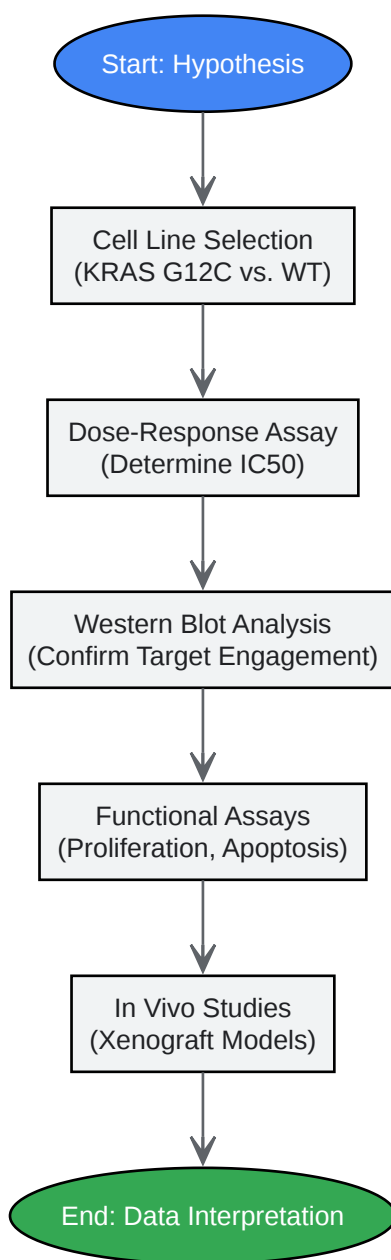 Start: Hypothesis
Cell Line Selection
(KRAS G12C vs. WT)
Dose-Response Assay
(Determine IC50)
Western Blot Analysis
(Confirm Target Engagement)
Functional Assays
(Proliferation, Apoptosis)
In Vivo Studies
(Xenograft Models)
End: Data Interpretation